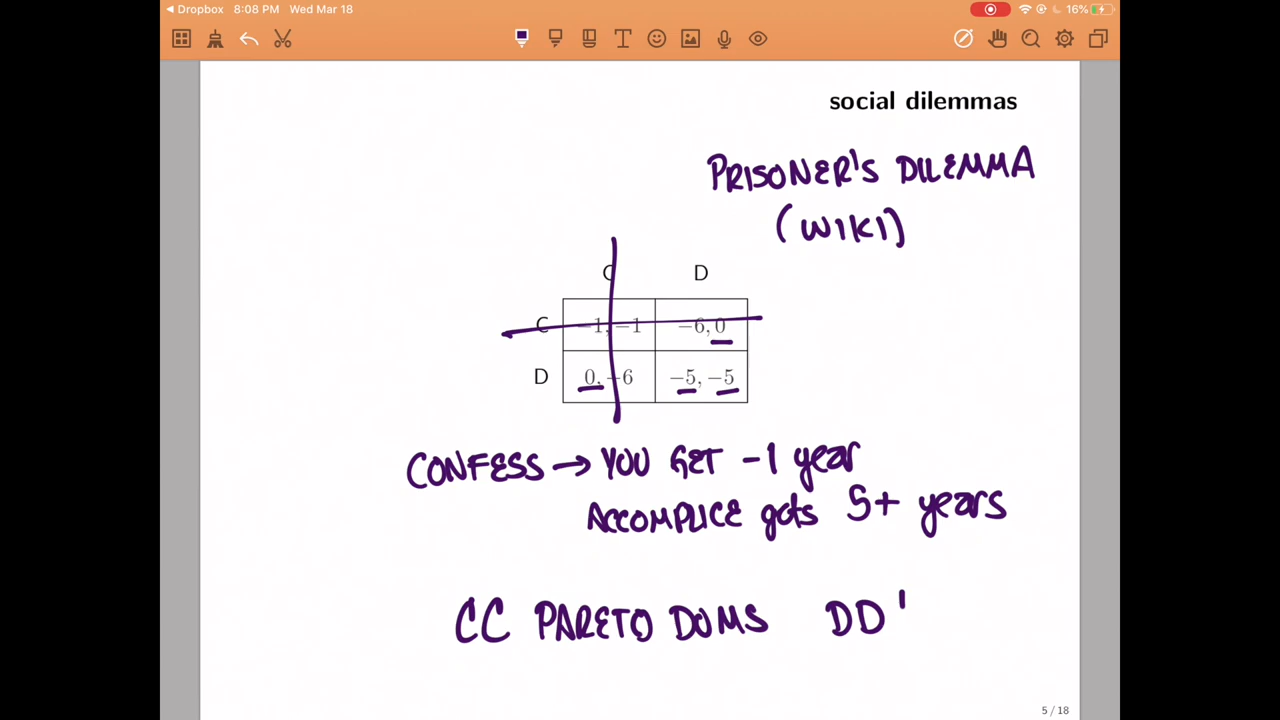 Dropbox 8:08 PM Wed Mar 18 16%
social dilemmas
PRISONER'S DILEMMA
(WIKI)
C D
C −1, −1 −6, 0
D 0, −6 −5, −5
CONFESS → YOU GET -1 year
ACCOMPLICE gets 5+ years
CC PARETO DOMS DD
5 / 18